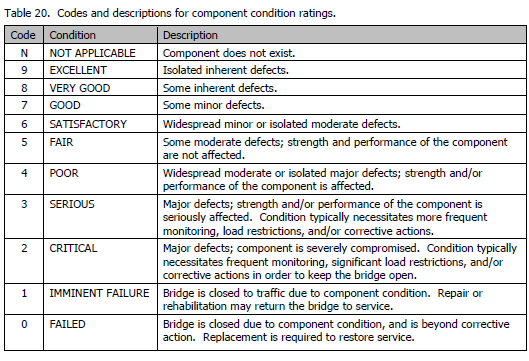 Table 20. Codes and descriptions for component condition ratings.
Code Condition Description
N NOT APPLICABLE Component does not exist.
9 EXCELLENT Isolated inherent defects.
8 VERY GOOD Some inherent defects.
7 GOOD Some minor defects.
6 SATISFACTORY Widespread minor or isolated moderate defects.
5 FAIR Some moderate defects; strength and performance of the component
are not affected.
4 POOR Widespread moderate or isolated major defects; strength and/or
performance of the component is affected.
3 SERIOUS Major defects; strength and/or performance of the component is
seriously affected. Condition typically necessitates more frequent
monitoring, load restrictions, and/or corrective actions.
2 CRITICAL Major defects; component is severely compromised. Condition typically
necessitates frequent monitoring, significant load restrictions, and/or
corrective actions in order to keep the bridge open.
1 IMMINENT FAILURE Bridge is closed to traffic due to component condition. Repair or
rehabilitation may return the bridge to service.
0 FAILED Bridge is closed due to component condition, and is beyond corrective
action. Replacement is required to restore service.